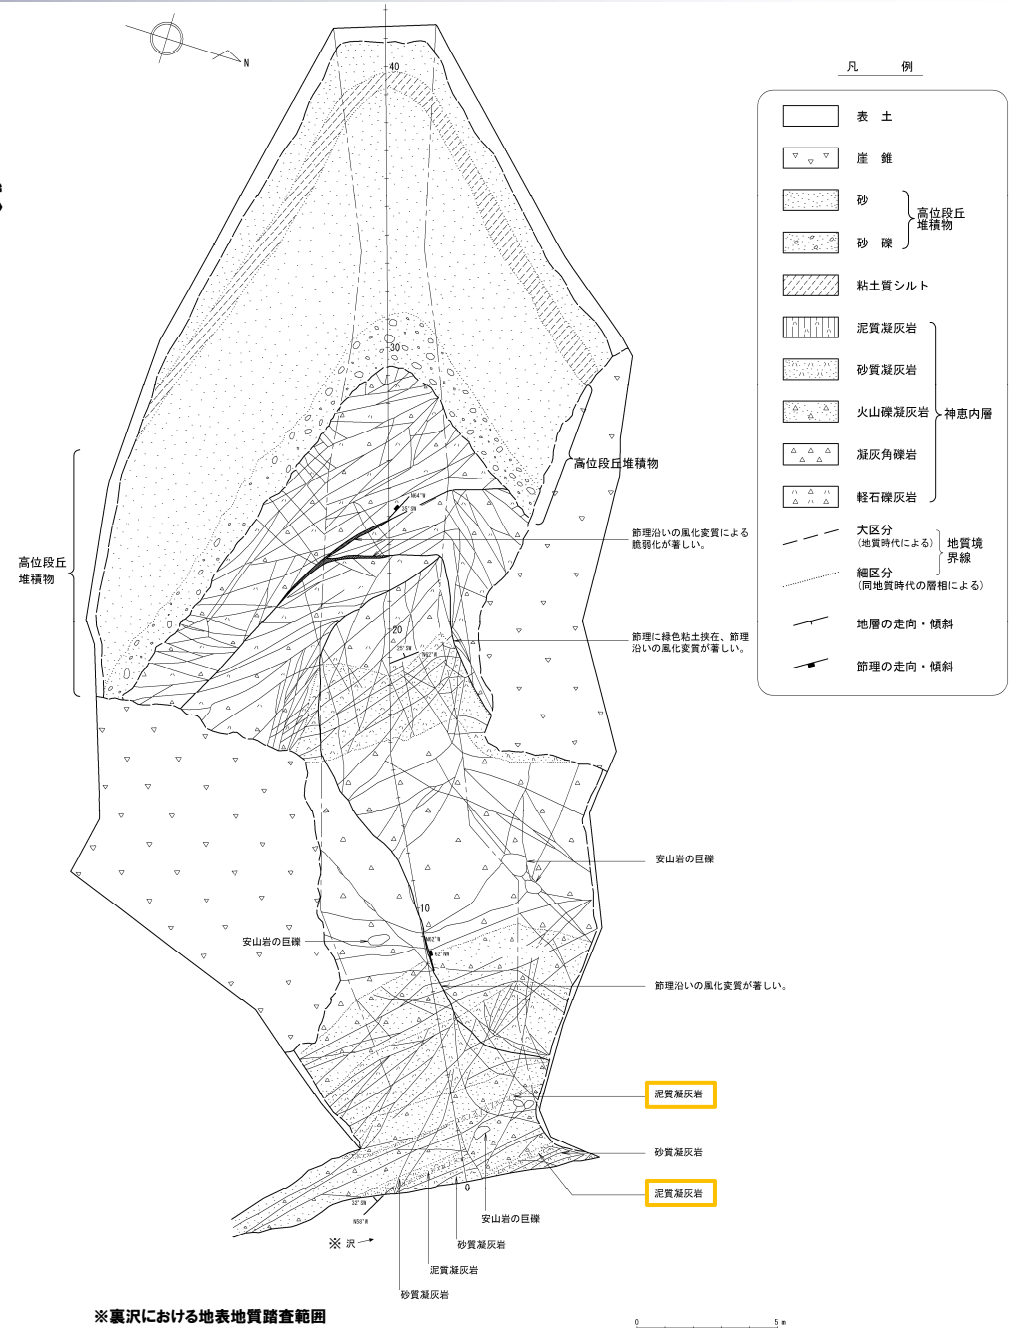 N
40
30
20
10
0
凡 例
表 土
崖 錐
砂
砂 礫
高位段丘
堆積物
粘土質シルト
泥質凝灰岩
砂質凝灰岩
火山礫凝灰岩
凝灰角礫岩
軽石礫灰岩
神恵内層
大区分
(地質時代による)
細区分
(同地質時代の層相による)
地質境
界線
地層の走向・傾斜
節理の走向・傾斜
高位段丘堆積物
N64°W
高位段丘
堆積物
節理沿いの風化変質による
脆弱化が著しい。
節理に緑色粘土挟在、節理
沿いの風化変質が著しい。
N62°W
安山岩の巨礫
安山岩の巨礫
62°NW
節理沿いの風化変質が著しい。
泥質凝灰岩
砂質凝灰岩
泥質凝灰岩
32°SW
N58°W
安山岩の巨礫
※ 沢
砂質凝灰岩
泥質凝灰岩
砂質凝灰岩
※裏沢における地表地質踏査範囲
0 5 m